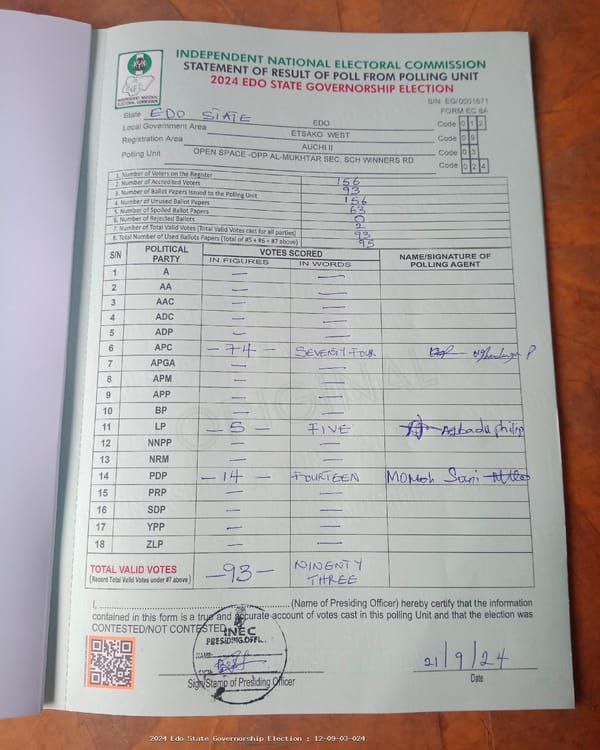 INDEPENDENT NATIONAL ELECTORAL COMMISSION
STATEMENT OF RESULT OF POLL FROM POLLING UNIT
2024 EDO STATE GOVERNORSHIP ELECTION
INDEPENDENT NATIONAL ELECTORAL COMMISSION
S/N: EG/0001671
FORM EC 8A
State EDO STATE EDO Code 0 1 2
Local Government Area ETSAKO WEST Code 0 9
Registration Area AUCHI II Code 0 3
Polling Unit OPEN SPACE -OPP AL-MUKHTAR SEC, SCH WINNERS RD Code 0 2 4
1. Number of Voters on the Register 156
2. Number of Accredited Voters 93
3. Number of Ballot Papers Issued to the Polling Unit 156
4. Number of Unused Ballot Papers 63
5. Number of Spoiled Ballot Papers 0
6. Number of Rejected Ballots 2
7. Number of Total Valid Votes (Total Valid Votes cast for all parties) 93
8. Total Number of Used Ballots Papers (Total of #5 + #6 + #7 above) 95
S/N POLITICAL PARTY VOTES SCORED NAME/SIGNATURE OF POLLING AGENT
IN FIGURES IN WORDS
1 A — —
2 AA — —
3 AAC — —
4 ADC — —
5 ADP — —
6 APC - 74 - SEVENTY FOUR
7 APGA — —
8 APM — —
9 APP — —
10 BP — —
11 LP - 5 - FIVE Agbadu philip
12 NNPP — —
13 NRM — —
14 PDP - 14 - FOURTEEN MOMOH Sani
15 PRP — —
16 SDP — —
17 YPP — —
18 ZLP — —
TOTAL VALID VOTES - 93 - NINENTY THREE
(Record Total Valid Votes under #7 above)
ORIGINAL
I, ........ (Name of Presiding Officer) hereby certify that the information
contained in this form is a true and accurate account of votes cast in this polling Unit and that the election was
CONTESTED/NOT CONTESTED
INEC
PRESIDING OFF.
NAME:
21/9/24
Sign/Stamp of Presiding Officer Date
2024 Edo State Governorship Election : 12-09-03-024